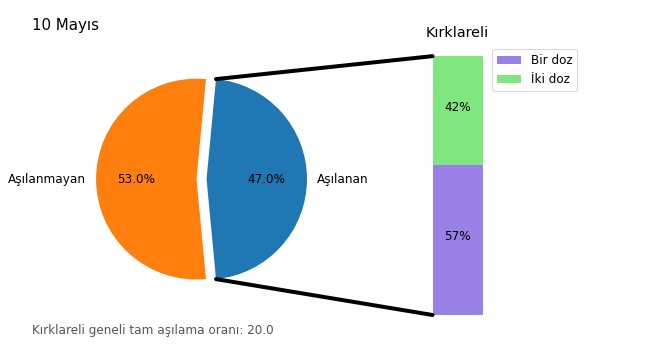 10 Mayıs
Kırklareli
Bir doz
İki doz
42%
Aşılanmayan
53.0%
47.0%
Aşılanan
57%
Kırklareli geneli tam aşılama oranı: 20.0